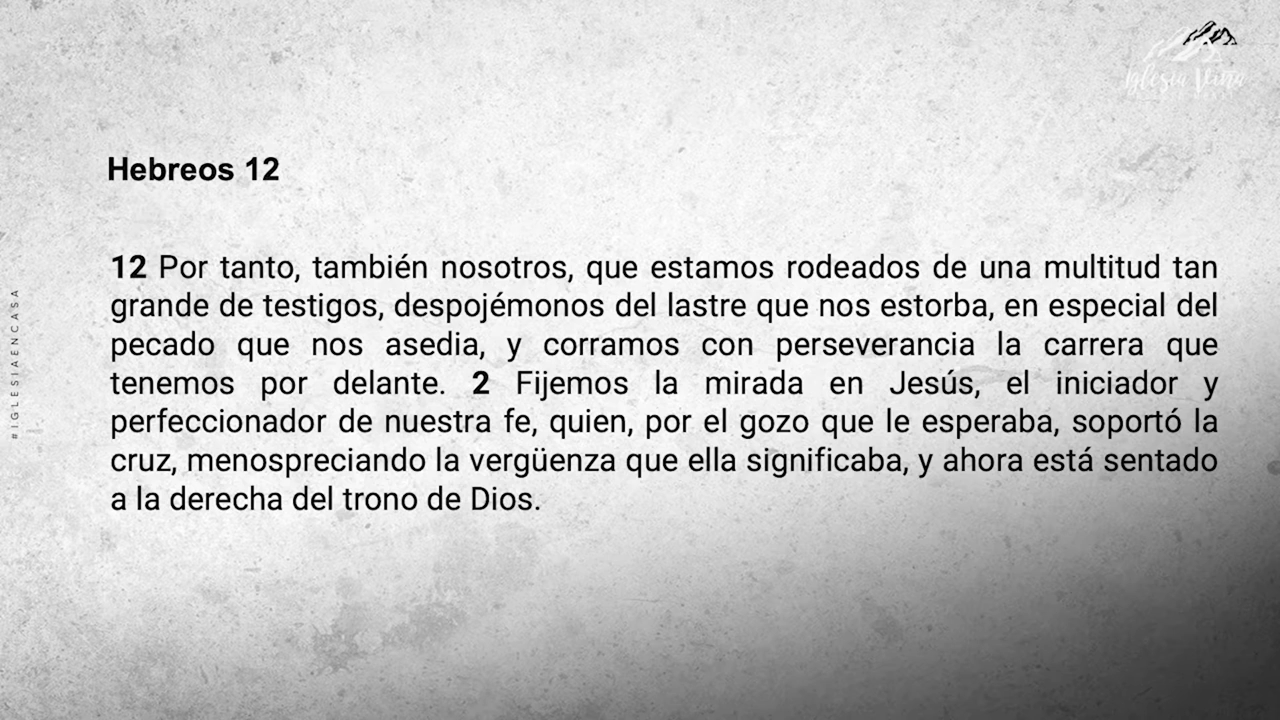 Iglesia Viña
Hebreos 12
12 Por tanto, también nosotros, que estamos rodeados de una multitud tan
grande de testigos, despojémonos del lastre que nos estorba, en especial del
pecado que nos asedia, y corramos con perseverancia la carrera que
tenemos por delante. 2 Fijemos la mirada en Jesús, el iniciador y
perfeccionador de nuestra fe, quien, por el gozo que le esperaba, soportó la
cruz, menospreciando la vergüenza que ella significaba, y ahora está sentado
a la derecha del trono de Dios.
#IGLESIAENCASA